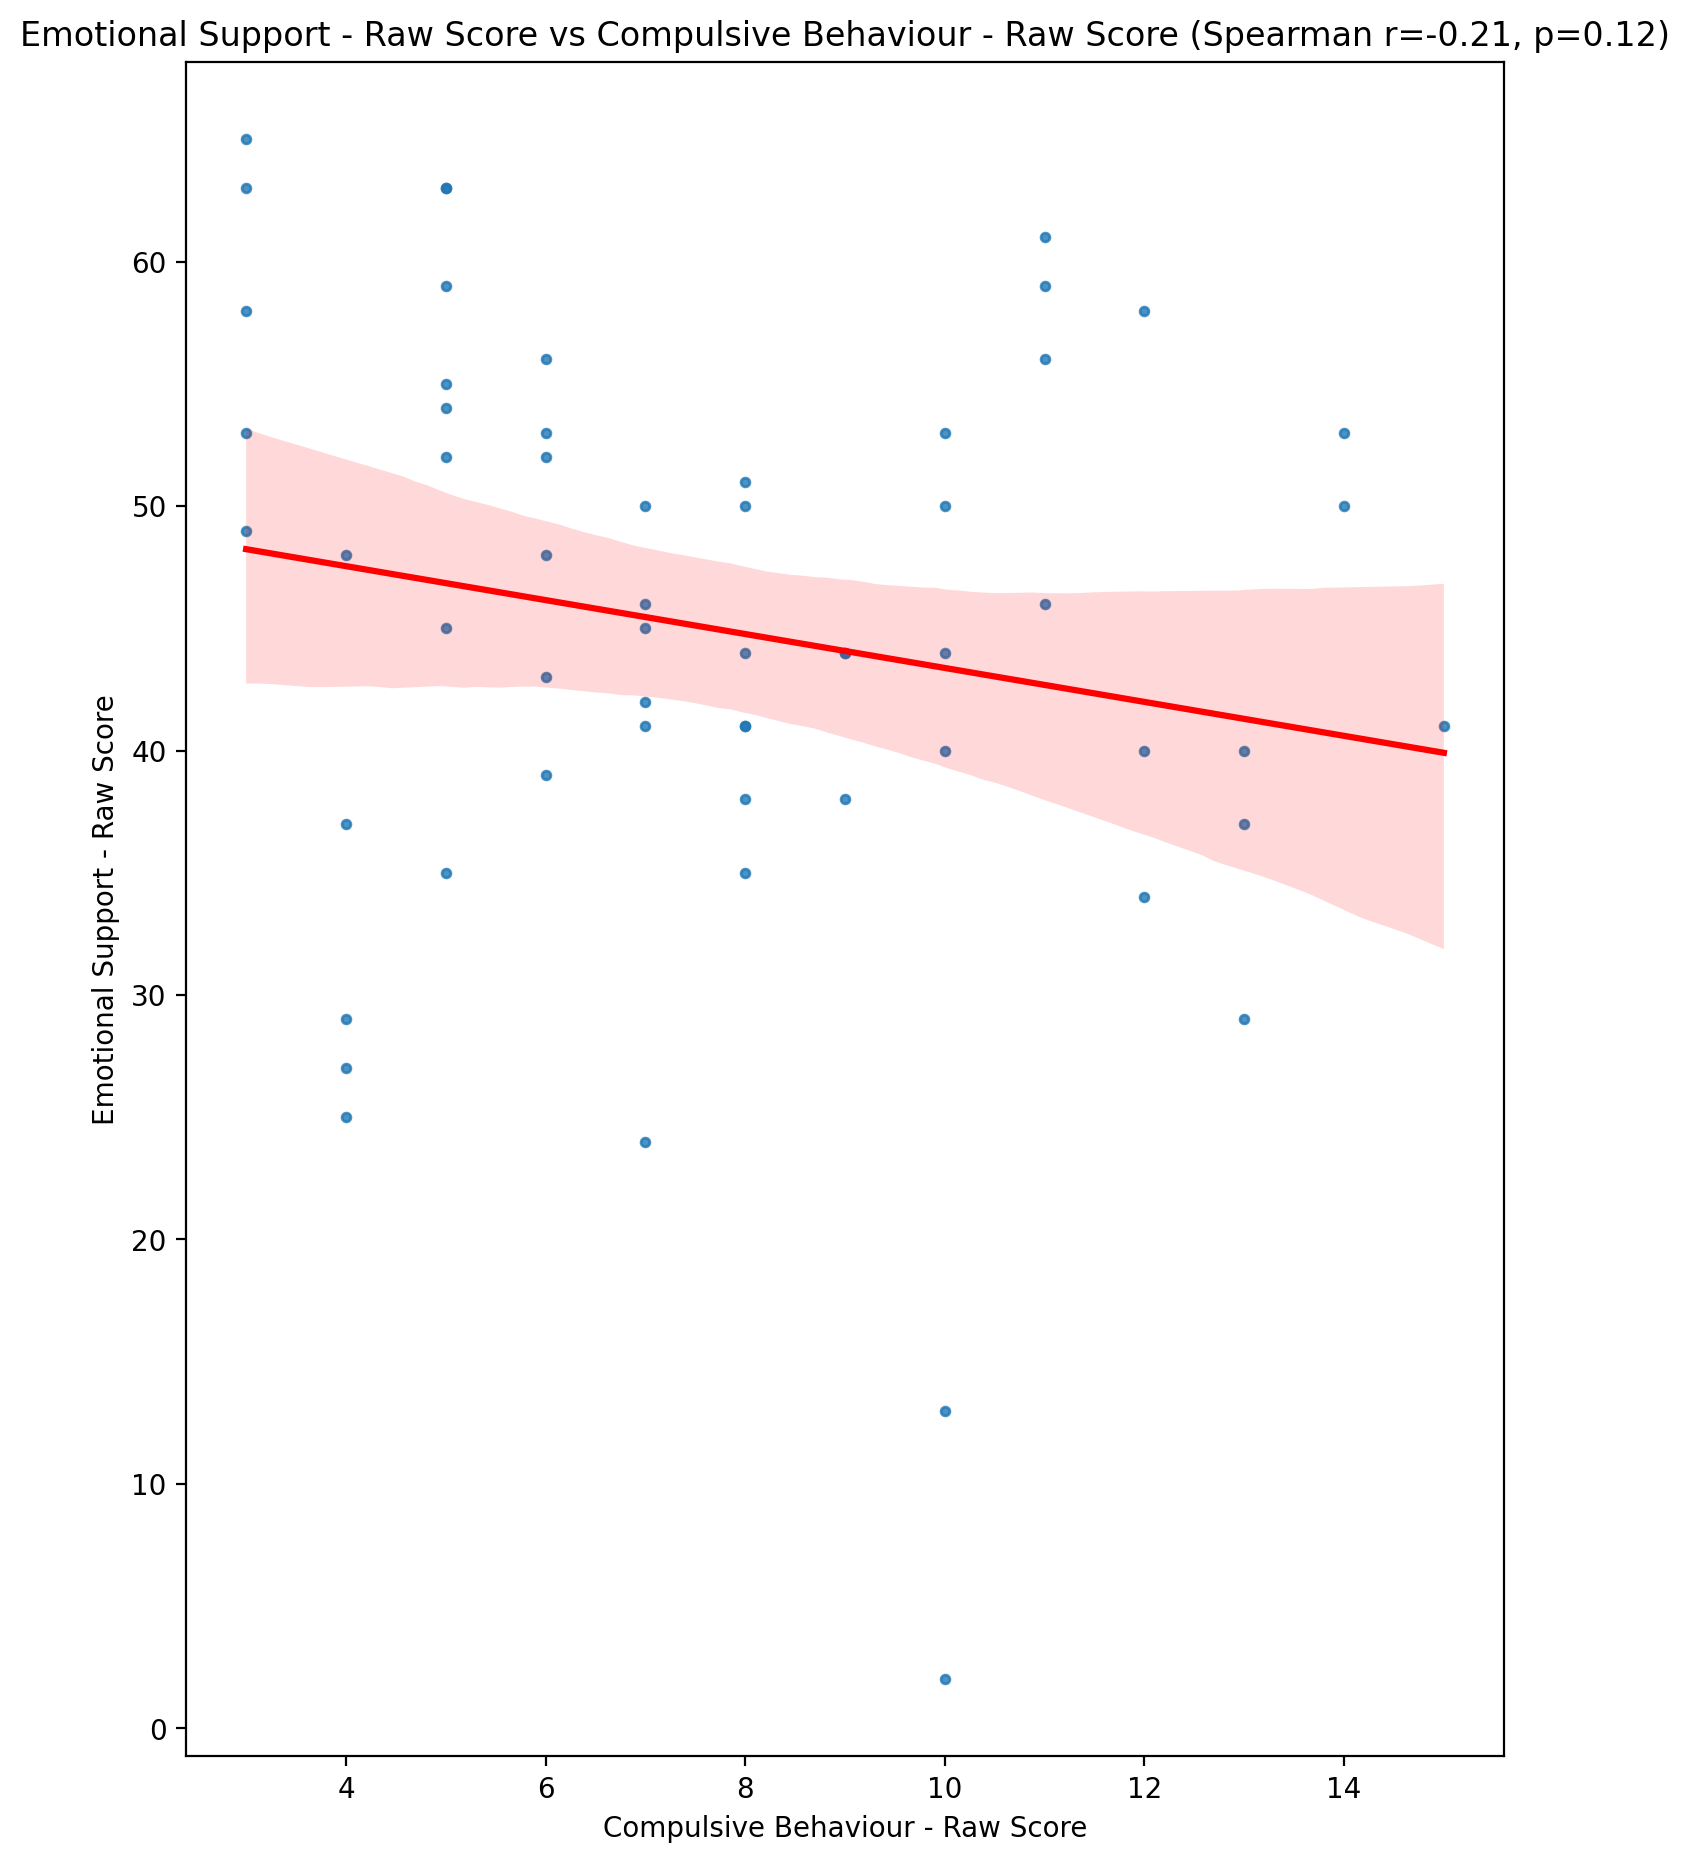 Emotional Support - Raw Score vs Compulsive Behaviour - Raw Score (Spearman r=-0.21, p=0.12)
60
50
40
30
20
10
0
Emotional Support - Raw Score
4 6 8 10 12 14
Compulsive Behaviour - Raw Score